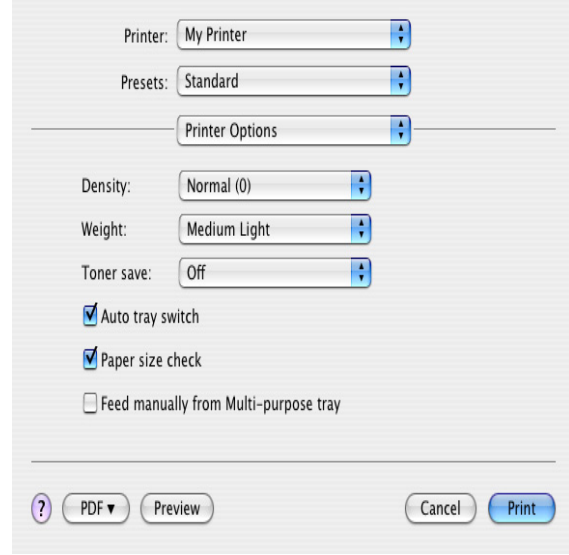 Printer: My Printer
Presets: Standard
Printer Options
Density: Normal (0)
Weight: Medium Light
Toner save: Off
Auto tray switch
Paper size check
Feed manually from Multi-purpose tray
? PDF ▼ Preview Cancel Print